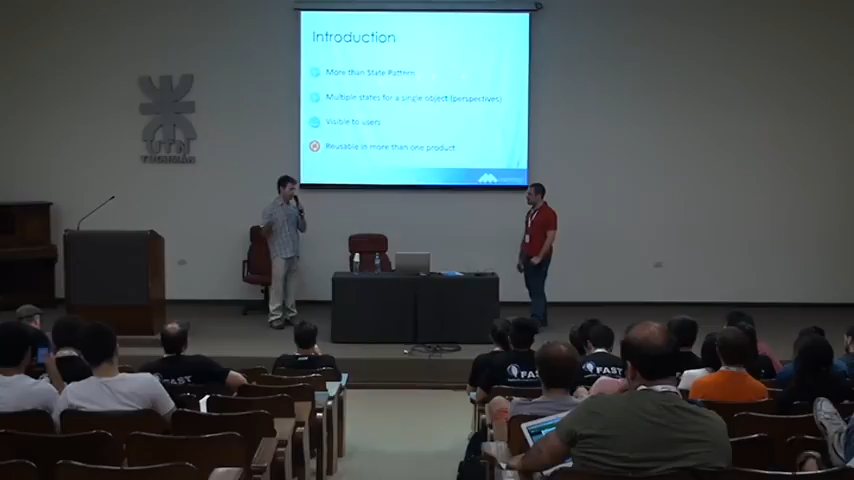 Introduction
More than State Pattern
Multiple states for a single object (perspectives)
Visible to users
Reusable in more than one product
UTN
TUCUMAN
FAST
FAST
FAST